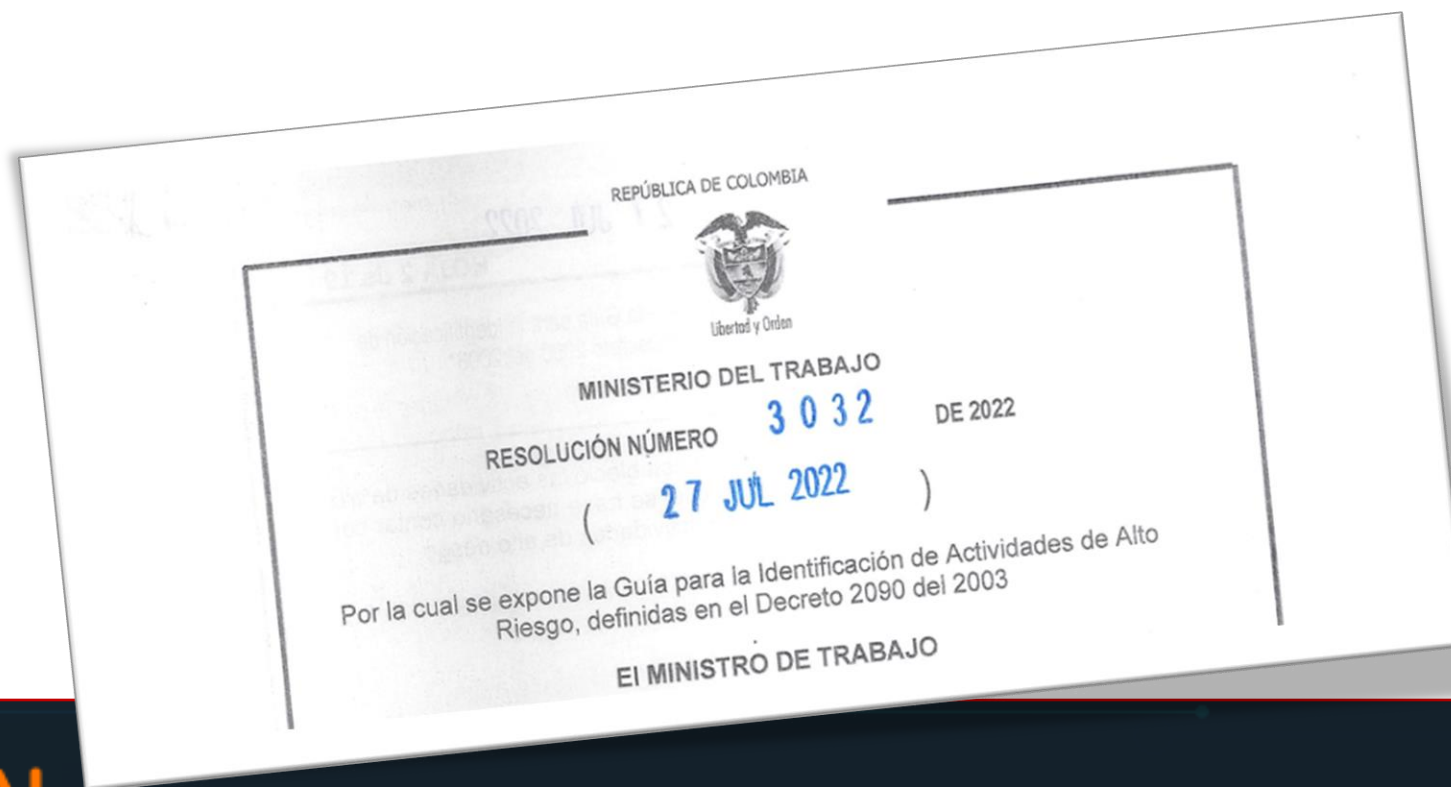 REPÚBLICA DE COLOMBIA
Libertad y Orden
MINISTERIO DEL TRABAJO
RESOLUCIÓN NÚMERO 3032 DE 2022
( 27 JUL 2022 )
Por la cual se expone la Guía para la Identificación de Actividades de Alto
Riesgo, definidas en el Decreto 2090 del 2003
El MINISTRO DE TRABAJO